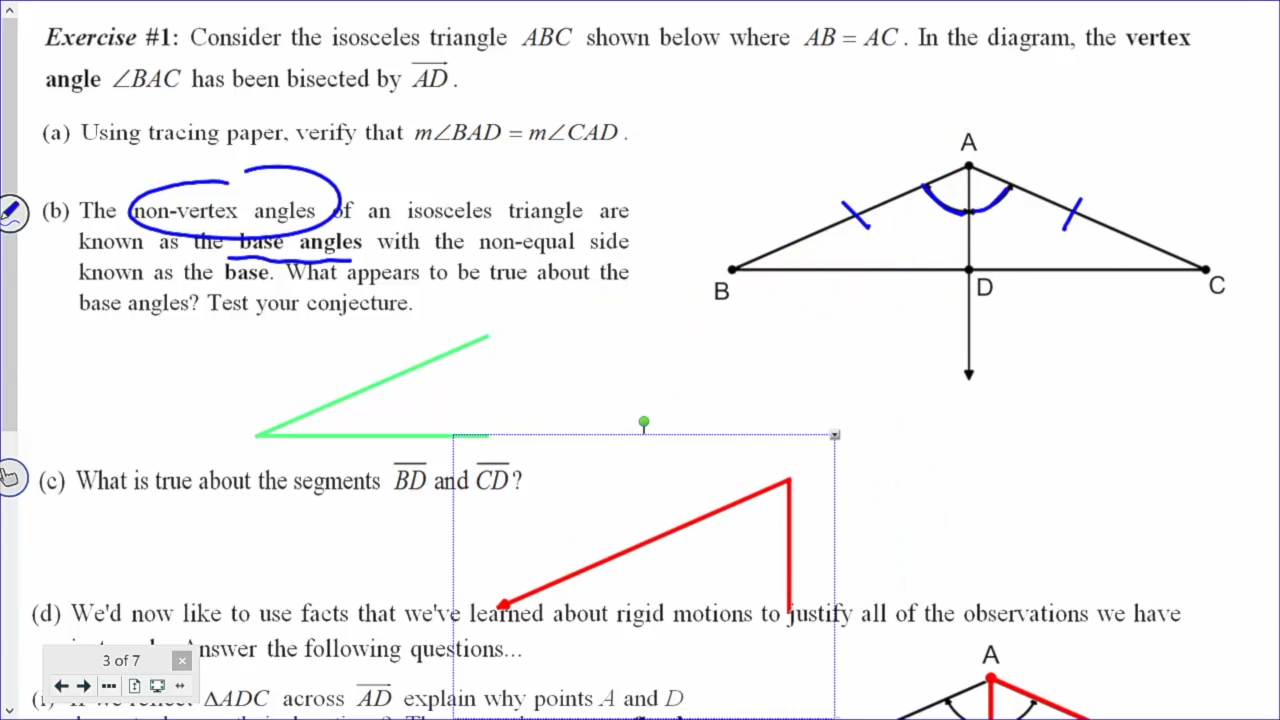 Exercise #1: Consider the isosceles triangle ABC shown below where AB = AC. In the diagram, the vertex
angle ∠BAC has been bisected by AD.
(a) Using tracing paper, verify that m∠BAD = m∠CAD.
(b) The non-vertex angles of an isosceles triangle are
known as the base angles with the non-equal side
known as the base. What appears to be true about the
base angles? Test your conjecture.
A
B
D
C
(c) What is true about the segments BD and CD?
(d) We'd now like to use facts that we've learned about rigid motions to justify all of the observations we have
nswer the following questions...
3 of 7
ΔADC across AD explain why points A and D
A